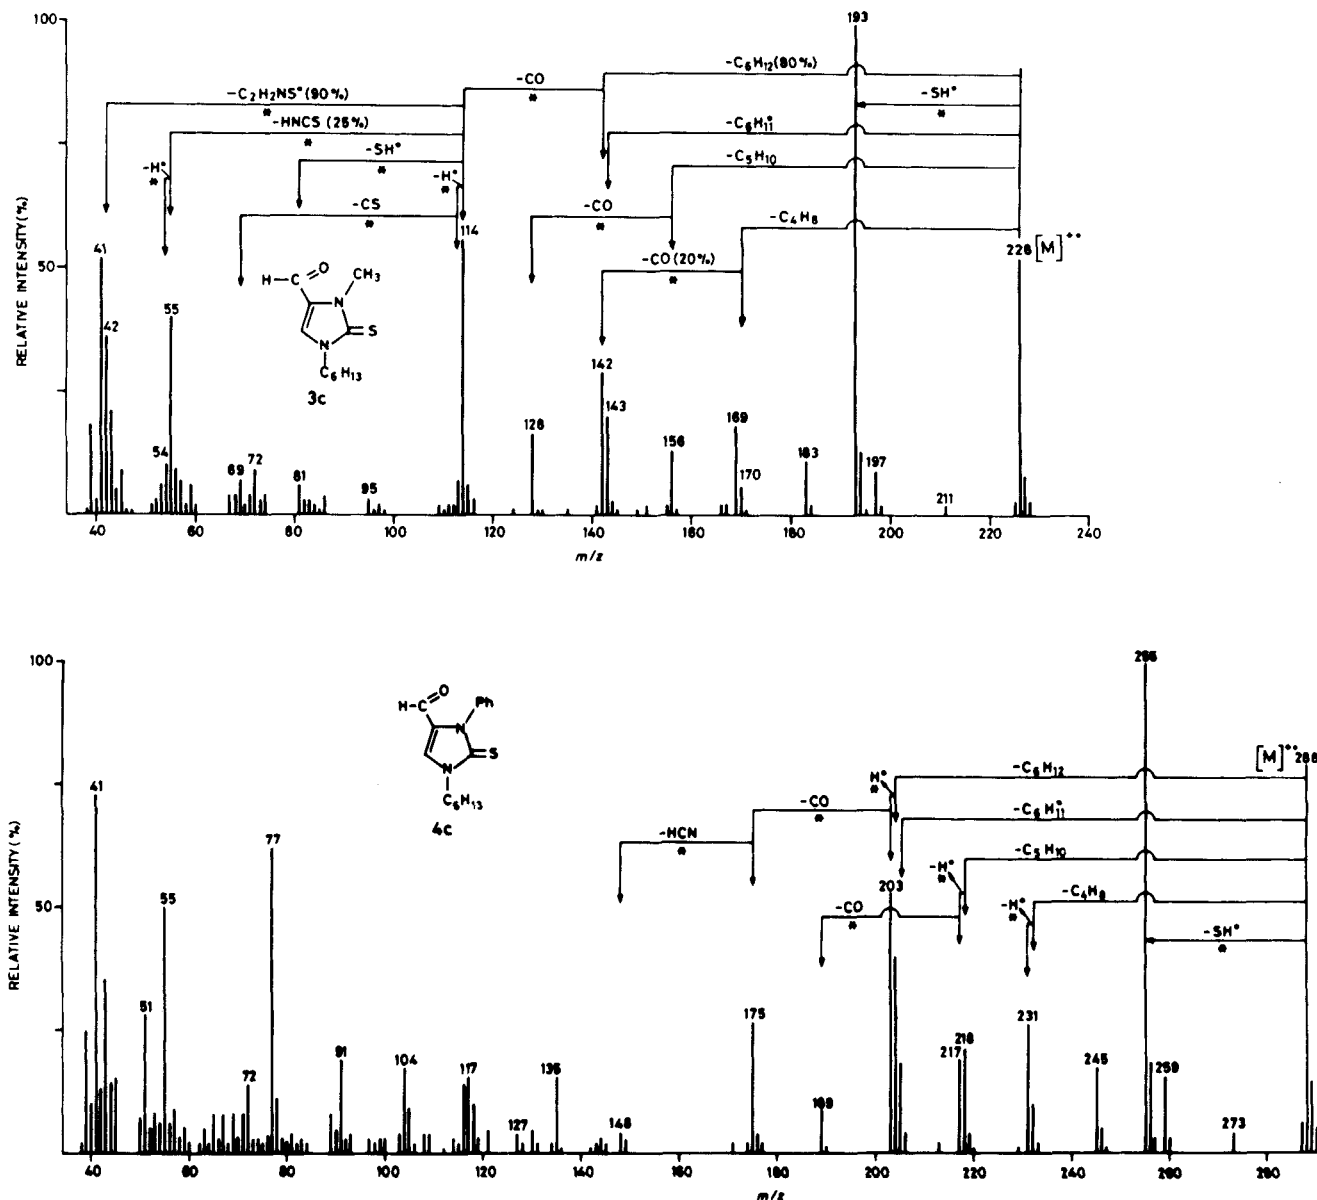 100
193
-C6H12(80%)
-CO
*
-C2H2NS°(90%)
*
-SH°
*
-HNCS (25%)
*
-C6H11°
-SH°
*
-C5H10
-H°
*
-H°
*
-CS
*
-CO
*
-C4H8
114
226 [M]+•
-CO(20%)
*
50
RELATIVE INTENSITY(%)
H-C O CH3
N
S
N
C6H13
3c
41
55
42
142
143
169
128
156
54
69
72
81
95
170
183
197
211
40 60 80 100 120 140 160 180 200 220 240
m/z
100
H-C O Ph
N
S
N
C6H13
4c
[M]+•
41
H°
*
-C6H12
-CO
*
-C6H11°
-HCN
*
77
-H°
*
-C5H10
203
-H°
*
-C4H8
-CO
*
-SH°
*
50
55
RELATIVE INTENSITY (%)
51
175
231
218
217
91
104
117
135
245
259
72
127
148
189
273
40 60 80 100 120 140 160 180 200 220 240 260 280
m/z